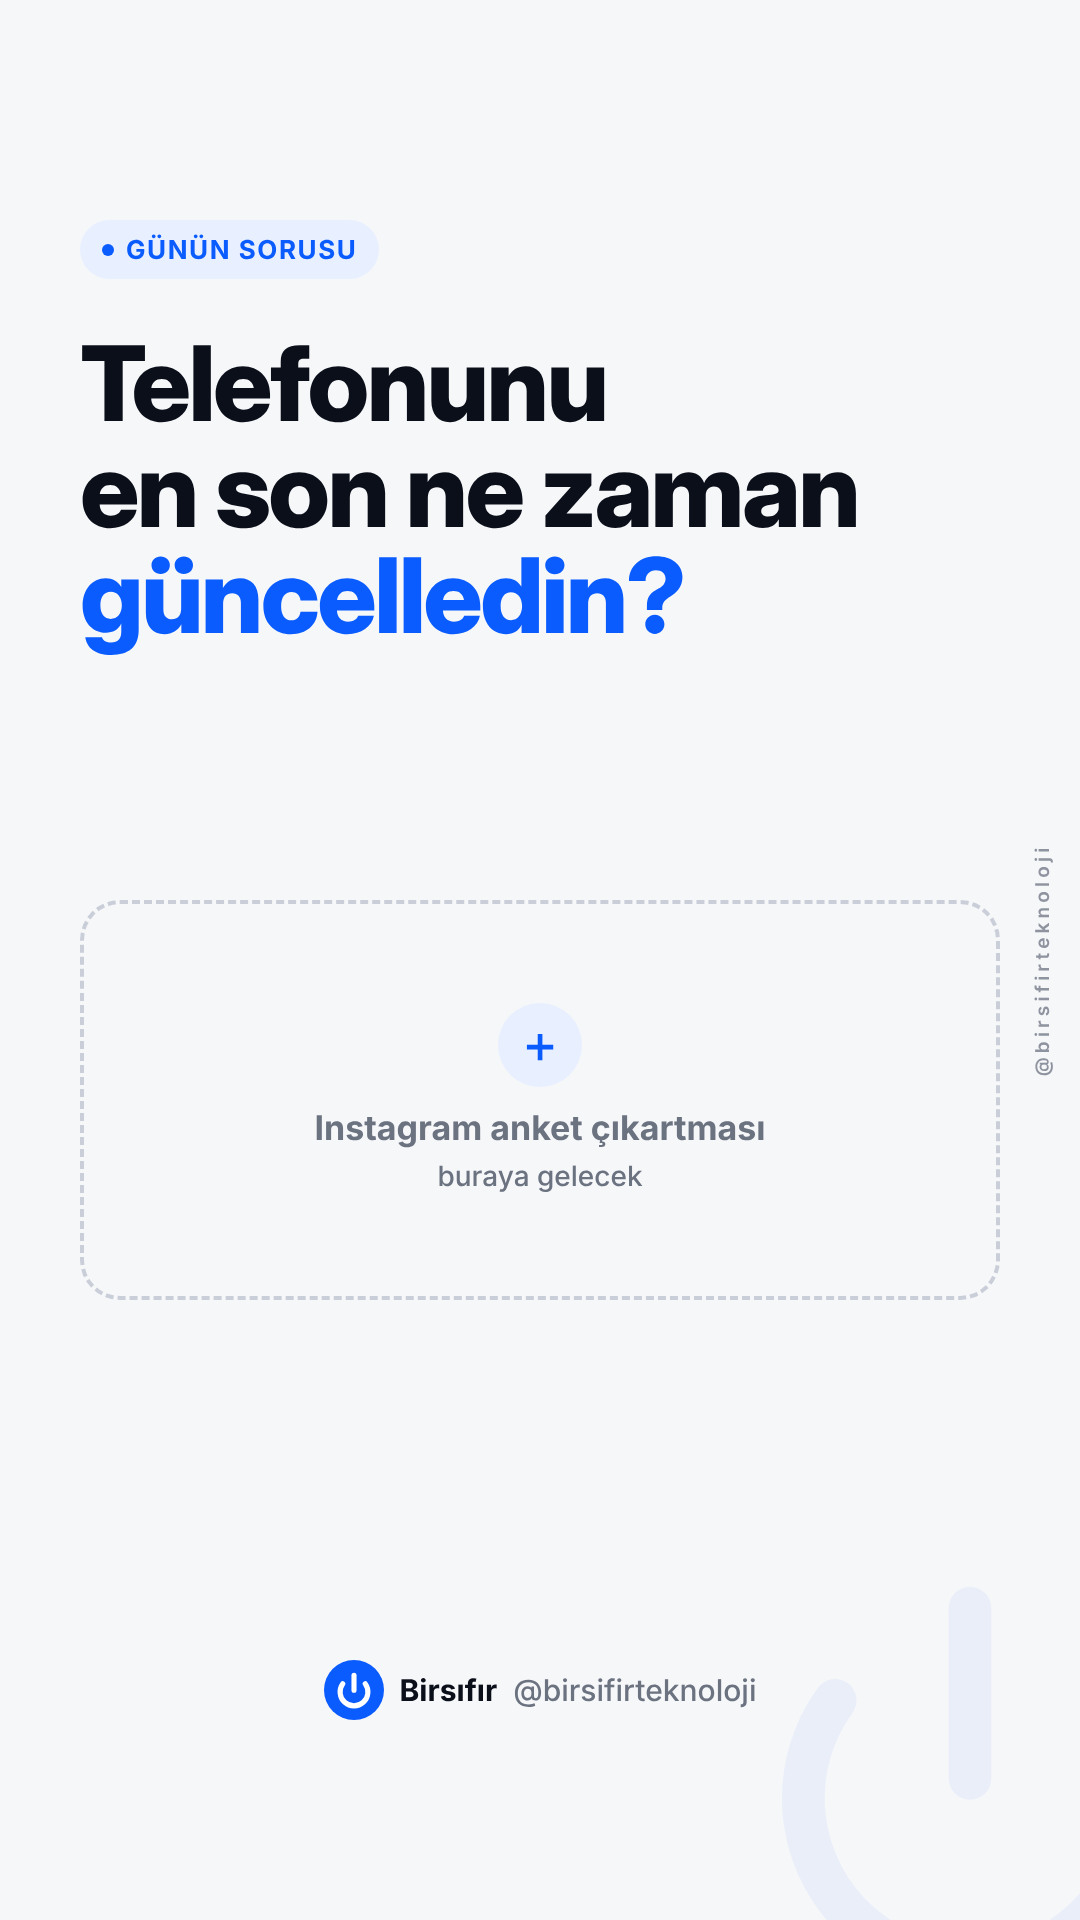 GÜNÜN SORUSU
Telefonunu
en son ne zaman
güncelledin?
@birsifirteknoloji
+
Instagram anket çıkartması
buraya gelecek
Birsıfır @birsifirteknoloji